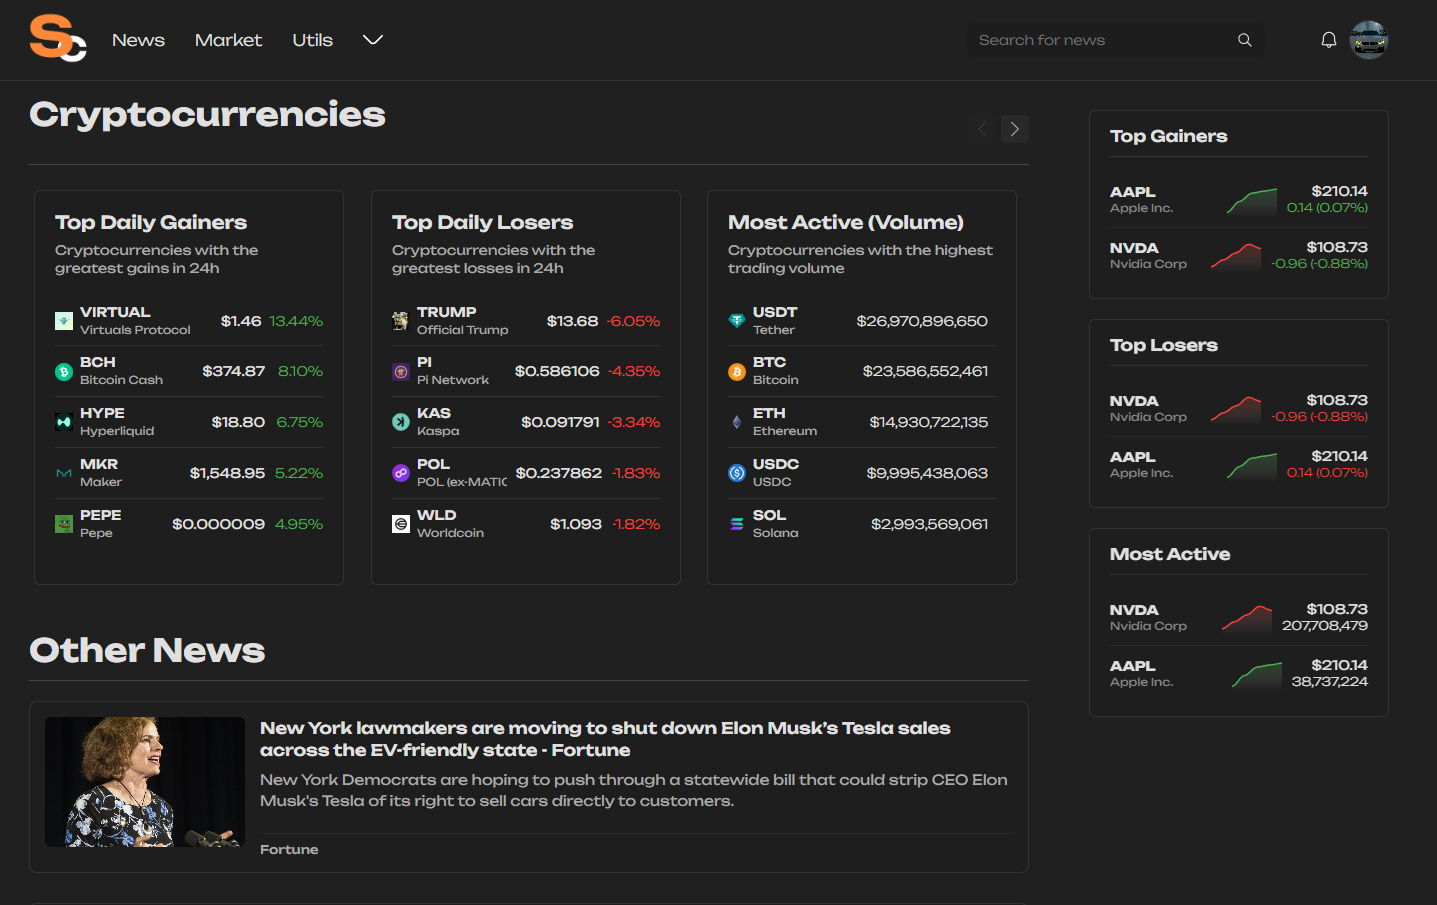 SC
News
Market
Utils
Search for news
Cryptocurrencies
Top Daily Gainers
Cryptocurrencies with the
greatest gains in 24h
VIRTUAL
Virtuals Protocol
$1.46 13.44%
BCH
Bitcoin Cash
$374.87 8.10%
HYPE
Hyperliquid
$18.80 6.75%
MKR
Maker
$1,548.95 5.22%
PEPE
Pepe
$0.000009 4.95%
Top Daily Losers
Cryptocurrencies with the
greatest losses in 24h
TRUMP
Official Trump
$13.68 -6.05%
PI
Pi Network
$0.586106 -4.35%
KAS
Kaspa
$0.091791 -3.34%
POL
POL (ex-MATIC
$0.237862 -1.83%
WLD
Worldcoin
$1.093 -1.82%
Most Active (Volume)
Cryptocurrencies with the highest
trading volume
USDT
Tether
$26,970,896,650
BTC
Bitcoin
$23,586,552,461
ETH
Ethereum
$14,930,722,135
USDC
USDC
$9,995,438,063
SOL
Solana
$2,993,569,061
Top Gainers
AAPL
Apple Inc.
$210.14
0.14 (0.07%)
NVDA
Nvidia Corp
$108.73
-0.96 (-0.88%)
Top Losers
NVDA
Nvidia Corp
$108.73
-0.96 (-0.88%)
AAPL
Apple Inc.
$210.14
0.14 (0.07%)
Most Active
NVDA
Nvidia Corp
$108.73
207,708,479
AAPL
Apple Inc.
$210.14
38,737,224
Other News
New York lawmakers are moving to shut down Elon Musk’s Tesla sales
across the EV-friendly state - Fortune
New York Democrats are hoping to push through a statewide bill that could strip CEO Elon
Musk's Tesla of its right to sell cars directly to customers.
Fortune